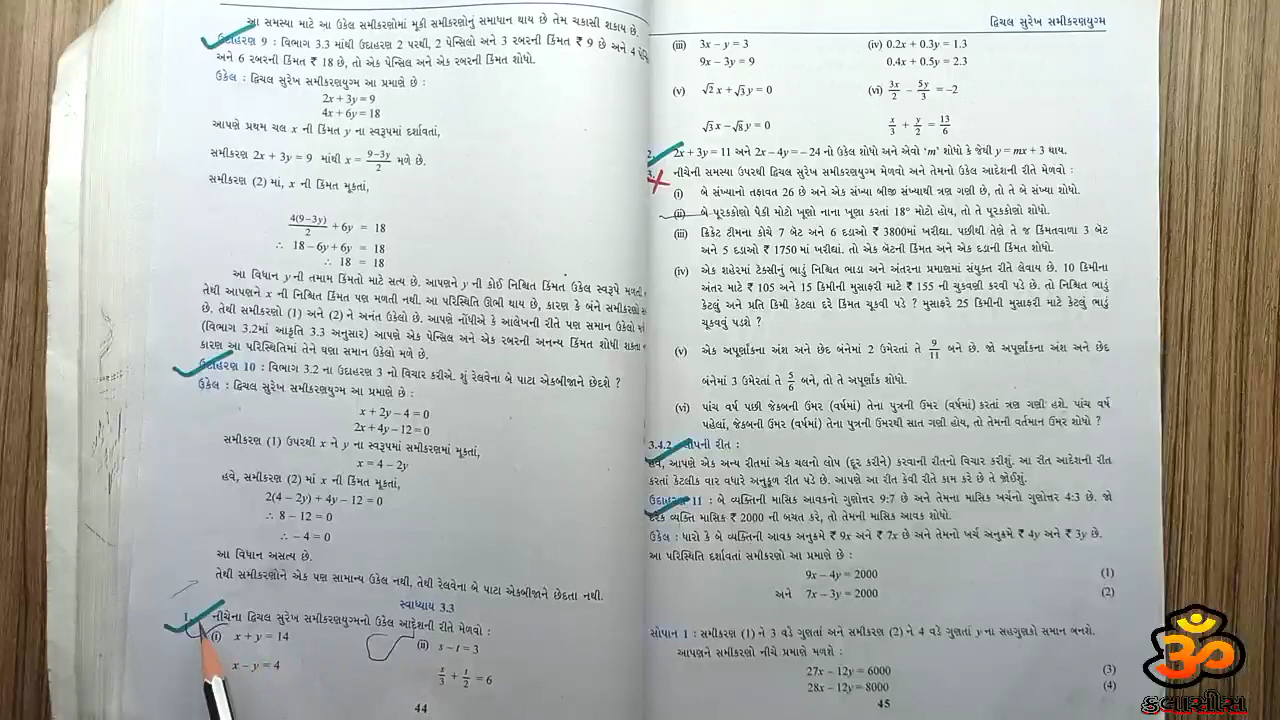 આ સમસ્યા માટે આ ઉકેલ સમીકરણોમાં મૂકી સમીકરણોનું સમાધાન થાય છે તેમ ચકાસી શકાય છે.
ઉદાહરણ 9 : વિભાગ 3.3 માંથી ઉદાહરણ 2 પરથી, 2 પેન્સિલો અને 3 રબરની કિંમત ₹ 9 છે અને 4
અને 6 રબરની કિંમત ₹ 18 છે, તો એક પેન્સિલ અને એક રબરની કિંમત શોધો.
ઉકેલ : દ્વિચલ સુરેખ સમીકરણયુગ્મ આ પ્રમાણે છે :
2x + 3y = 9
4x + 6y = 18
આપણે પ્રથમ ચલ x ની કિંમત y ના સ્વરૂપમાં દર્શાવતાં,
સમીકરણ 2x + 3y = 9 માંથી x = (9–3y)/2 મળે છે.
સમીકરણ (2) માં, x ની કિંમત મૂકતાં,
4(9–3y)/2 + 6y = 18
∴ 18 – 6y + 6y = 18
∴ 18 = 18
આ વિધાન y ની તમામ કિંમતો માટે સત્ય છે. આપણને y ની કોઈ નિશ્ચિત કિંમત ઉકેલ સ્વરૂપે મળતી
તેથી આપણને x ની નિશ્ચિત કિંમત પણ મળતી નથી. આ પરિસ્થિતિ ઊભી થાય છે, કારણ કે બંને સમીકરણો
છે, તેથી સમીકરણો (1) અને (2) ને અનંત ઉકેલો છે. આપણે નોંધીએ કે આલેખની રીતે પણ સમાન ઉકેલો
(વિભાગ 3.2માં આકૃતિ 3.3 અનુસાર) આપણે એક પેન્સિલ અને એક રબરની અનન્ય કિંમત શોધી શકતા
કારણ આ પરિસ્થિતિમાં તેને ઘણા સમાન ઉકેલો મળે છે.
ઉદાહરણ 10 : વિભાગ 3.2 ના ઉદાહરણ 3 નો વિચાર કરીએ. શું રેલવેના બે પાટા એકબીજાને છેદશે ?
ઉકેલ : દ્વિચલ સુરેખ સમીકરણયુગ્મ આ પ્રમાણે છે :
x + 2y – 4 = 0
2x + 4y – 12 = 0
સમીકરણ (1) ઉપરથી x ને y ના સ્વરૂપમાં સમીકરણમાં મૂકતાં,
x = 4 – 2y
હવે, સમીકરણ (2) માં x ની કિંમત મૂકતાં,
2(4 – 2y) + 4y – 12 = 0
∴ 8 – 12 = 0
∴ – 4 = 0
આ વિધાન અસત્ય છે.
તેથી સમીકરણોને એક પણ સામાન્ય ઉકેલ નથી, તેથી રેલવેના બે પાટા એકબીજાને છેદતા નથી.
સ્વાધ્યાય 3.3
1. નીચેના દ્વિચલ સુરેખ સમીકરણયુગ્મનો ઉકેલ આદેશની રીતે મેળવો :
(i) x + y = 14 (ii) s – t = 3
x – y = 4 s/3 + t/2 = 6
44
દ્વિચલ સુરેખ સમીકરણયુગ્મ
(iii) 3x – y = 3 (iv) 0.2x + 0.3y = 1.3
9x – 3y = 9 0.4x + 0.5y = 2.3
(v) √2 x + √3 y = 0 (vi) 3x/2 – 5y/3 = –2
√3 x – √8 y = 0 x/3 + y/2 = 13/6
2. 2x + 3y = 11 અને 2x – 4y = – 24 નો ઉકેલ શોધો અને એવો 'm' શોધો કે જેથી y = mx + 3 થાય.
3. નીચેની સમસ્યા ઉપરથી દ્વિચલ સુરેખ સમીકરણયુગ્મ મેળવો અને તેમનો ઉકેલ આદેશની રીતે મેળવો :
(i) બે સંખ્યાનો તફાવત 26 છે અને એક સંખ્યા બીજી સંખ્યાથી ત્રણ ગણી છે, તો તે બે સંખ્યા શોધો.
(ii) બે પૂરકકોણો પૈકી મોટો ખૂણો નાના ખૂણા કરતાં 18° મોટો હોય, તો તે પૂરકકોણો શોધો.
(iii) ક્રિકેટ ટીમના કોચે 7 બેટ અને 6 દડાઓ ₹ 3800માં ખરીદ્યા. પછીથી તેણે તે જ કિંમતવાળા 3 બેટ
અને 5 દડાઓ ₹ 1750 માં ખરીદ્યા. તો એક બેટની કિંમત અને એક દડાની કિંમત શોધો.
(iv) એક શહેરમાં ટેક્સીનું ભાડું નિશ્ચિત ભાડા અને અંતરના પ્રમાણમાં સંયુક્ત રીતે લેવાય છે. 10 કિમીના
અંતર માટે ₹ 105 અને 15 કિમીની મુસાફરી માટે ₹ 155 ની ચુકવણી કરવી પડે છે. તો નિશ્ચિત ભાડું
કેટલું અને પ્રતિ કિમી કેટલા દરે કિંમત ચૂકવી પડે ? મુસાફરે 25 કિમીની મુસાફરી માટે કેટલું ભાડું
ચૂકવવું પડશે ?
(v) એક અપૂર્ણાંકના અંશ અને છેદ બંનેમાં 2 ઉમેરતાં તે 9/11 બને છે. જો અપૂર્ણાંકના અંશ અને છેદ
બંનેમાં 3 ઉમેરતાં તે 5/6 બને, તો તે અપૂર્ણાંક શોધો.
(vi) પાંચ વર્ષ પછી જેકબની ઉંમર (વર્ષમાં) તેના પુત્રની ઉંમર (વર્ષમાં) કરતાં ત્રણ ગણી હશે. પાંચ વર્ષ
પહેલાં, જેકબની ઉંમર (વર્ષમાં) તેના પુત્રની ઉંમરથી સાત ગણી હોય, તો તેમની વર્તમાન ઉંમર શોધો ?
3.4.2 લોપની રીત :
હવે, આપણે એક અન્ય રીતમાં એક ચલનો લોપ (દૂર કરીને) કરવાની રીતનો વિચાર કરીશું. આ રીત આદેશની રીત
કરતાં કેટલીક વાર વધારે અનુકૂળ રીત પડે છે. આપણે આ રીત કેવી રીતે કામ કરે છે તે જોઈશું.
ઉદાહરણ 11 : બે વ્યક્તિની માસિક આવકનો ગુણોત્તર 9:7 છે અને તેમના માસિક ખર્ચનો ગુણોત્તર 4:3 છે. જો
દરેક વ્યક્તિ માસિક ₹ 2000 ની બચત કરે, તો તેમની માસિક આવક શોધો.
ઉકેલ : ધારો કે બે વ્યક્તિની આવક અનુક્રમે ₹ 9x અને ₹ 7x છે અને તેમનો ખર્ચ અનુક્રમે ₹ 4y અને ₹ 3y છે.
આ પરિસ્થિતિ દર્શાવતાં સમીકરણો આ પ્રમાણે છે :
9x – 4y = 2000 (1)
અને 7x – 3y = 2000 (2)
સોપાન 1 : સમીકરણ (1) ને 3 વડે ગુણતાં અને સમીકરણ (2) ને 4 વડે ગુણતાં y ના સહગુણકો સમાન બનશે.
આપણને સમીકરણો નીચે પ્રમાણે મળશે :
27x – 12y = 6000 (3)
28x – 12y = 8000 (4)
45
ૐ
ક્લાસીસ